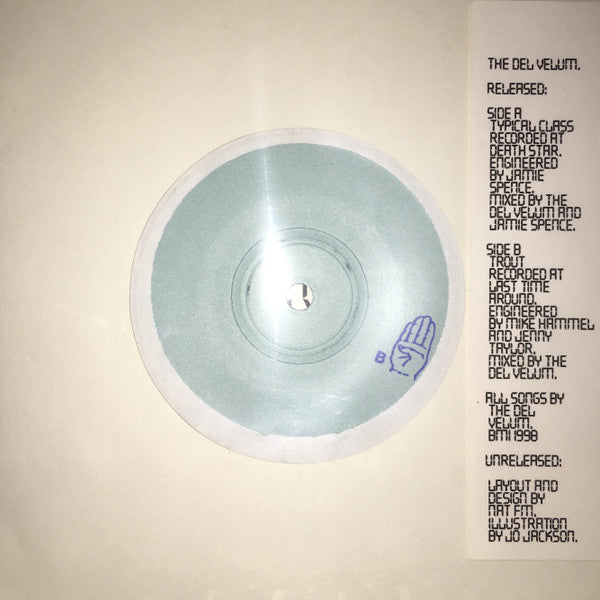 THE DEL VELUM.
RELEASED:
SIDE A
TYPICAL CLASS
RECORDED AT
DEATH STAR.
ENGINEERED
BY JAMIE
SPENCE.
MIXED BY THE
DEL VELUM AND
JAMIE SPENCE.
SIDE B
TROUT
RECORDED AT
LAST TIME
AROUND.
ENGINEERED
BY MIKE HAMMEL
AND JENNY
TAYLOR.
MIXED BY THE
DEL VELUM.
ALL SONGS BY
THE DEL
VELUM.
BMI 1998
UNRELEASED:
LAYOUT AND
DESIGN BY
NAT FM.
ILLUSTRATION
BY JO JACKSON.
B